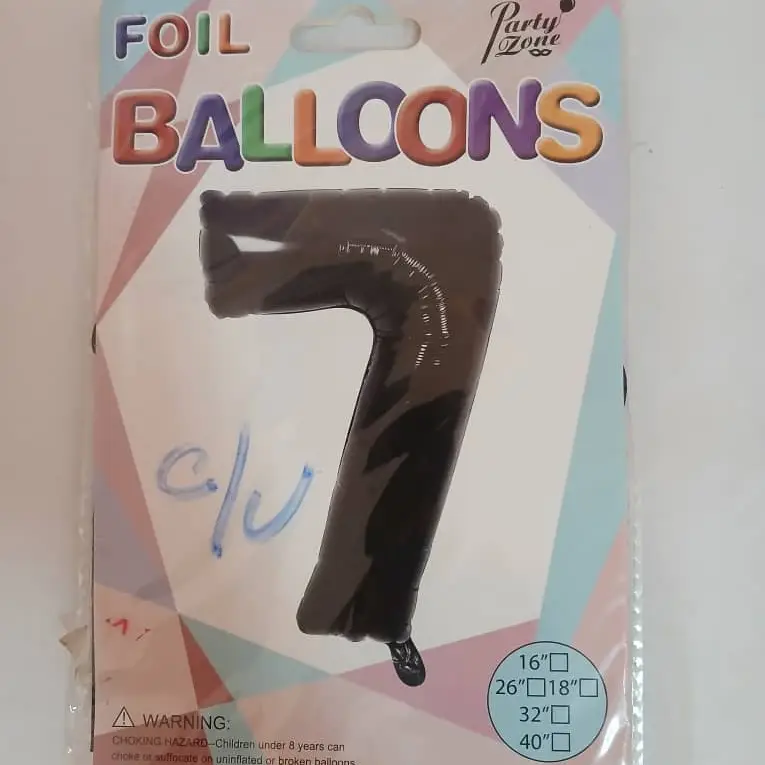 FOIL
Party
Zone
BALLOONS
7
c/u
16"
26" 18"
32"
40"
WARNING:
CHOKING HAZARD--Children under 8 years can
choke or suffocate on uninflated or broken balloons